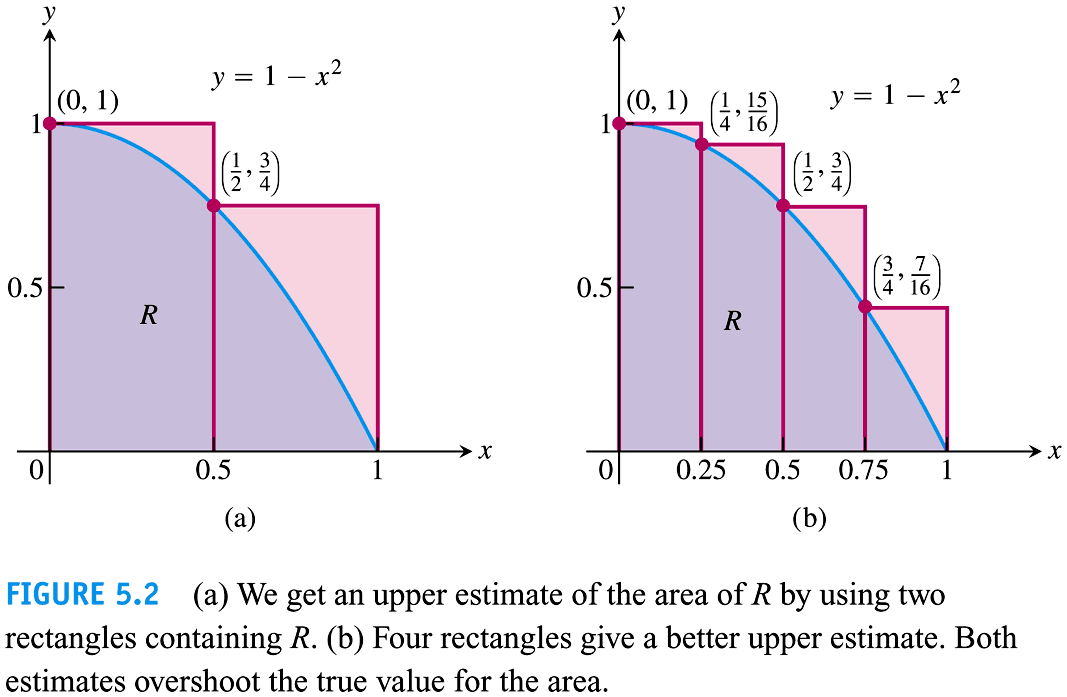 y
y = 1 − x²
(0, 1)
1
(1/2, 3/4)
0.5
R
0
0.5
1
x
(a)
y
y = 1 − x²
(0, 1)
(1/4, 15/16)
1
(1/2, 3/4)
(3/4, 7/16)
0.5
R
0
0.25
0.5
0.75
1
x
(b)
FIGURE 5.2 (a) We get an upper estimate of the area of R by using two
rectangles containing R. (b) Four rectangles give a better upper estimate. Both
estimates overshoot the true value for the area.